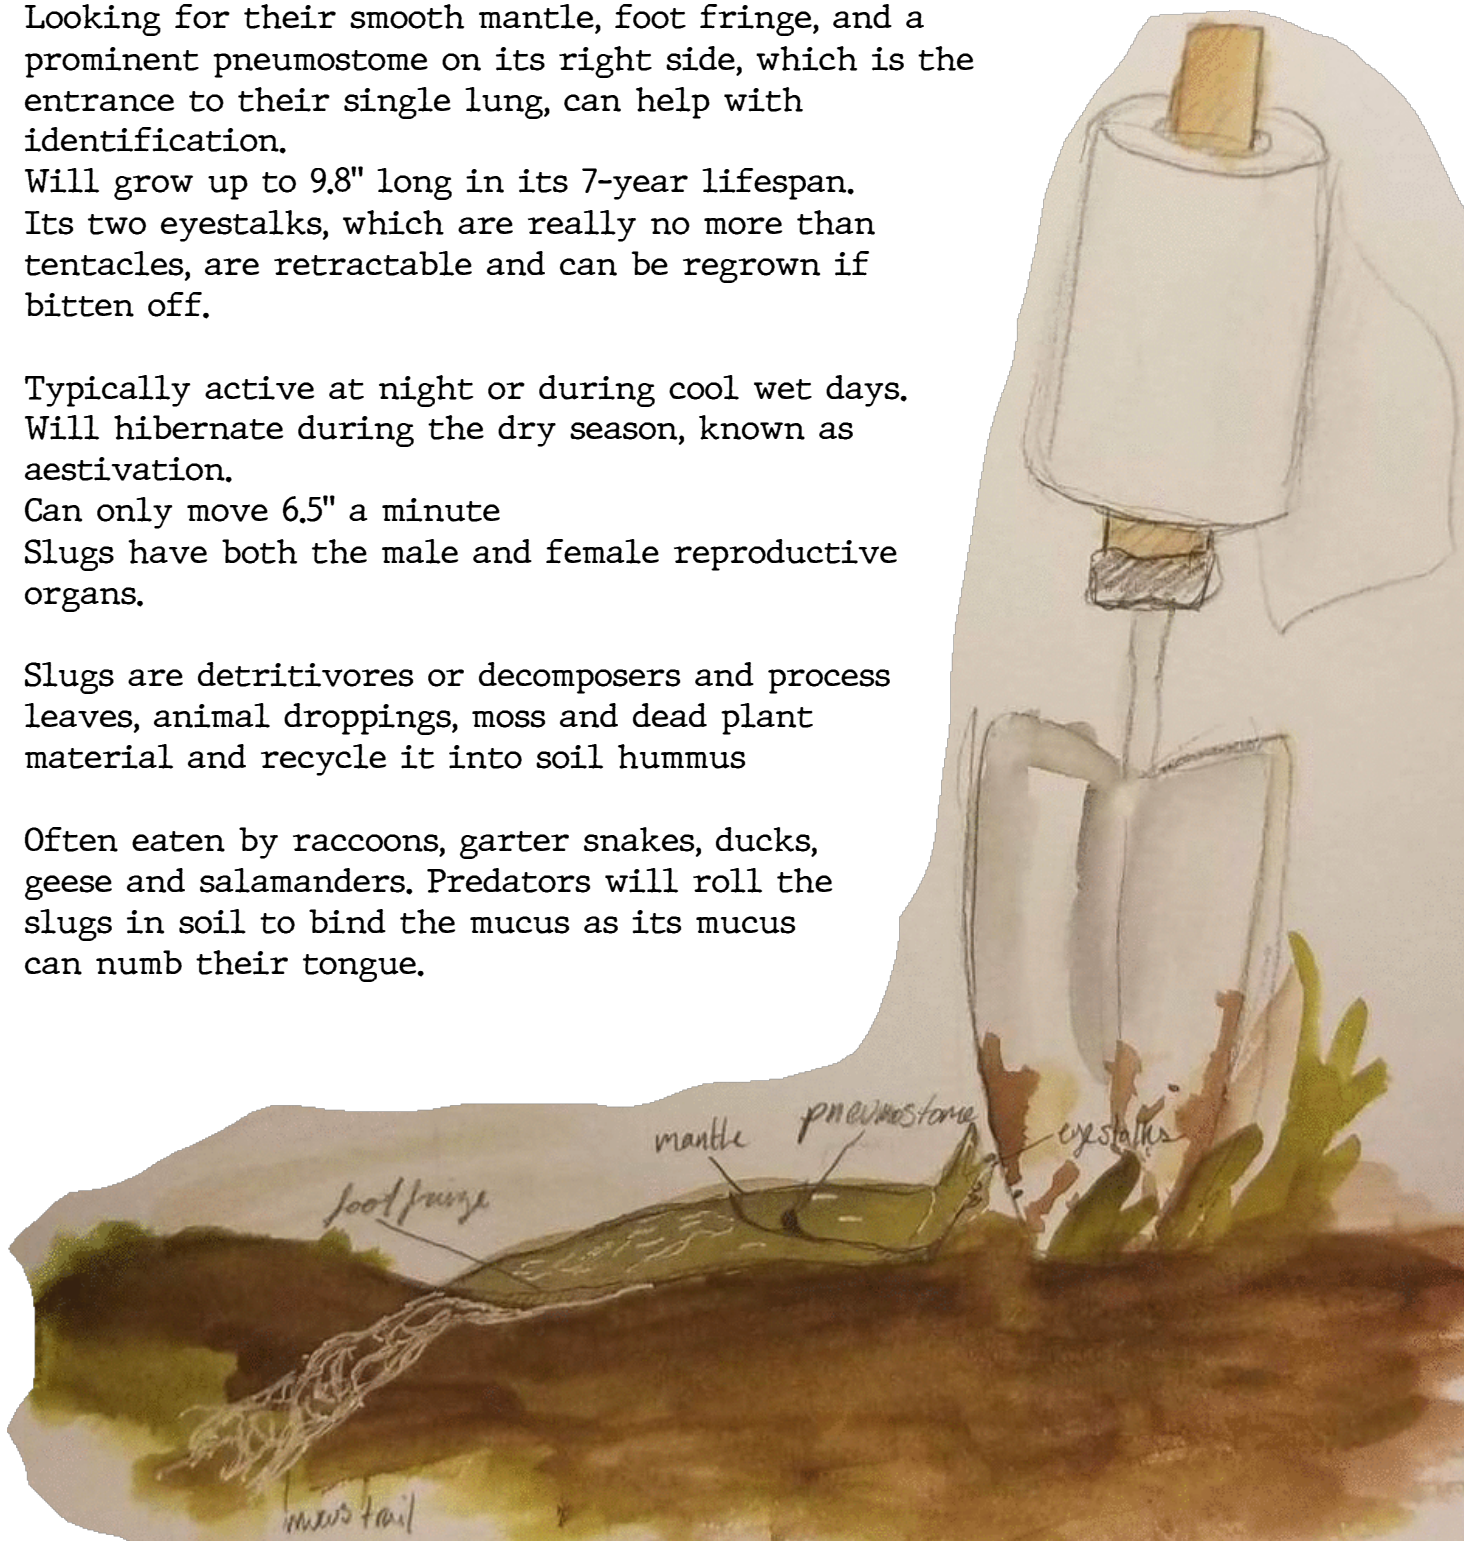 Looking for their smooth mantle, foot fringe, and a
prominent pneumostome on its right side, which is the
entrance to their single lung, can help with
identification.
Will grow up to 9.8" long in its 7-year lifespan.
Its two eyestalks, which are really no more than
tentacles, are retractable and can be regrown if
bitten off.
Typically active at night or during cool wet days.
Will hibernate during the dry season, known as
aestivation.
Can only move 6.5" a minute
Slugs have both the male and female reproductive
organs.
Slugs are detritivores or decomposers and process
leaves, animal droppings, moss and dead plant
material and recycle it into soil hummus
Often eaten by raccoons, garter snakes, ducks,
geese and salamanders. Predators will roll the
slugs in soil to bind the mucus as its mucus
can numb their tongue.
pneumostome
mantle
eyestalks
foot fringe
mucus trail